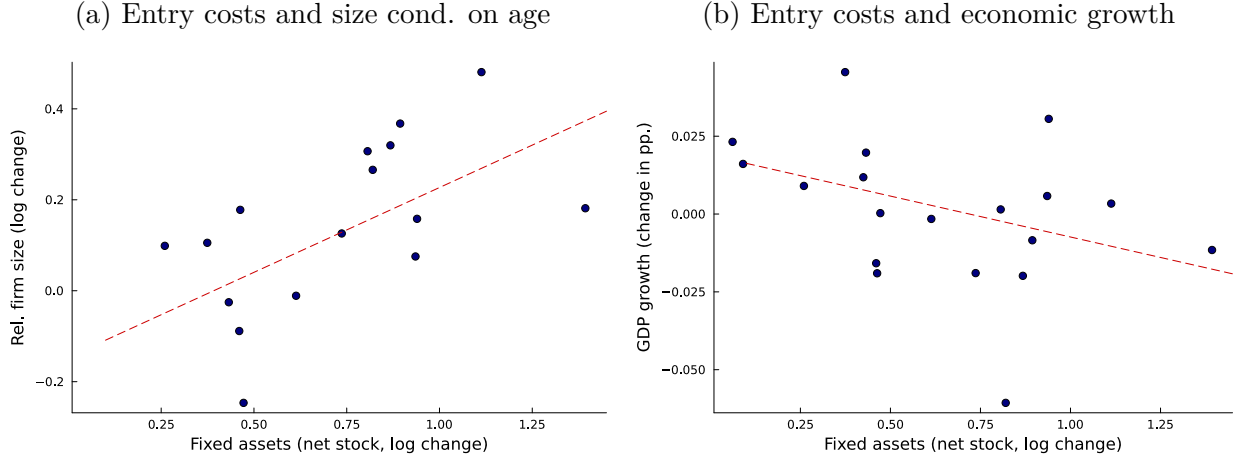 (a) Entry costs and size cond. on age
Rel. firm size (log change)
0.4
0.2
0.0
−0.2
0.25 0.50 0.75 1.00 1.25
Fixed assets (net stock, log change)
(b) Entry costs and economic growth
GDP growth (change in pp.)
0.025
0.000
−0.025
−0.050
0.25 0.50 0.75 1.00 1.25
Fixed assets (net stock, log change)